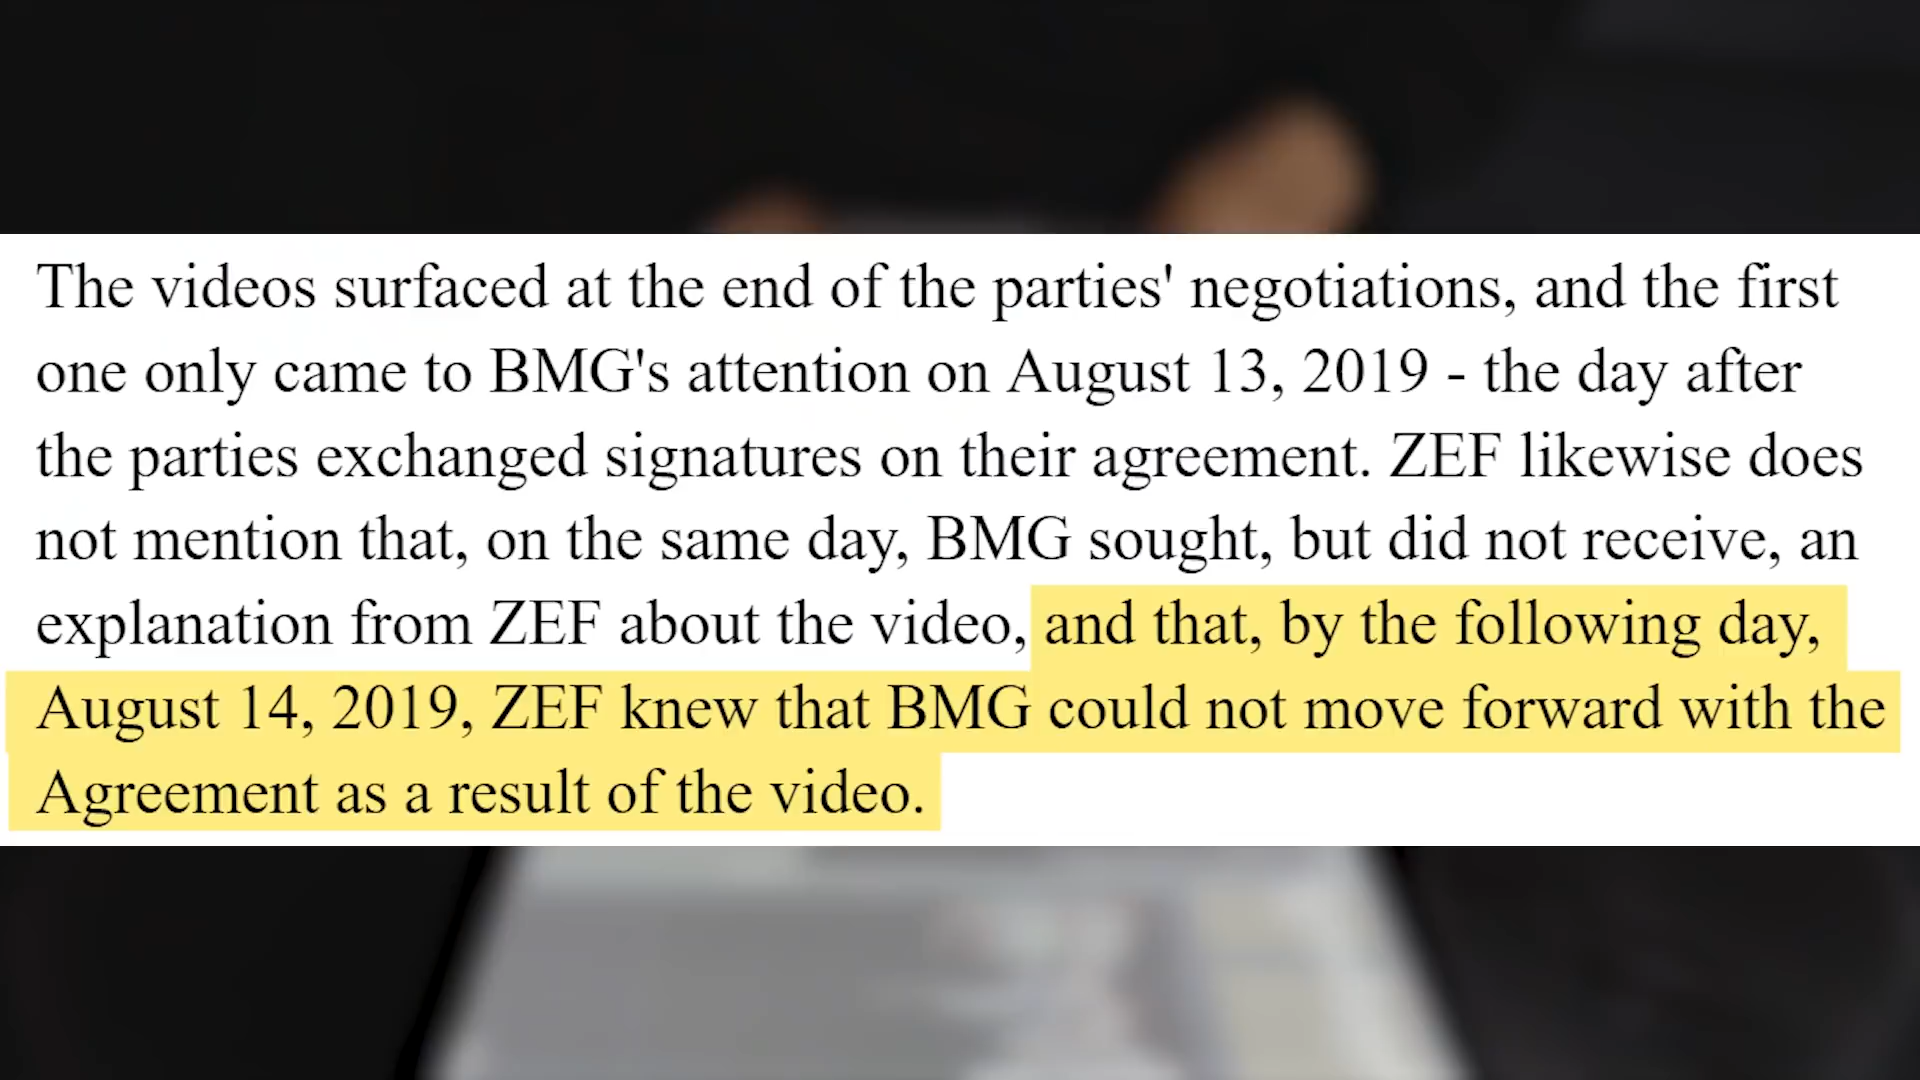 The videos surfaced at the end of the parties' negotiations, and the first
one only came to BMG's attention on August 13, 2019 - the day after
the parties exchanged signatures on their agreement. ZEF likewise does
not mention that, on the same day, BMG sought, but did not receive, an
explanation from ZEF about the video, and that, by the following day,
August 14, 2019, ZEF knew that BMG could not move forward with the
Agreement as a result of the video.